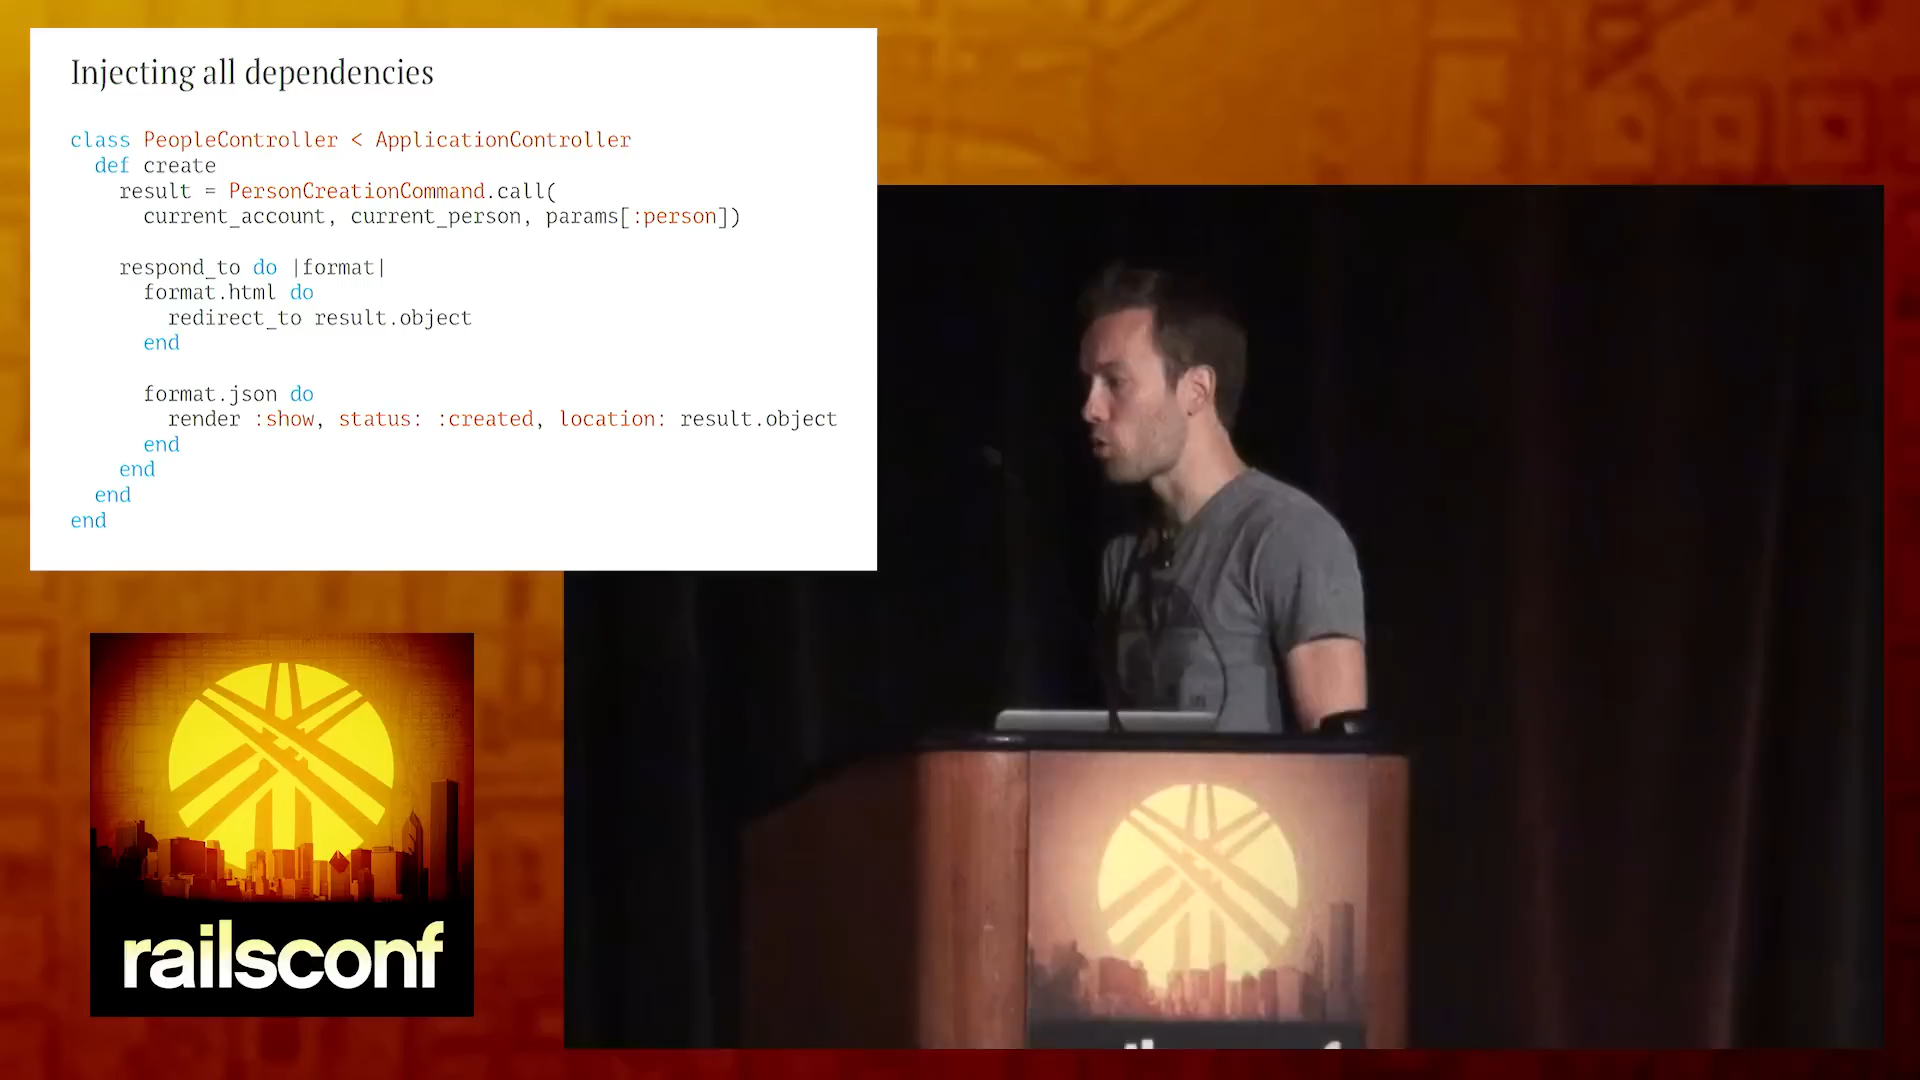 Injecting all dependencies
class PeopleController < ApplicationController
def create
result = PersonCreationCommand.call(
current_account, current_person, params[:person])
respond_to do |format|
format.html do
redirect_to result.object
end
format.json do
render :show, status: :created, location: result.object
end
end
end
end
railsconf